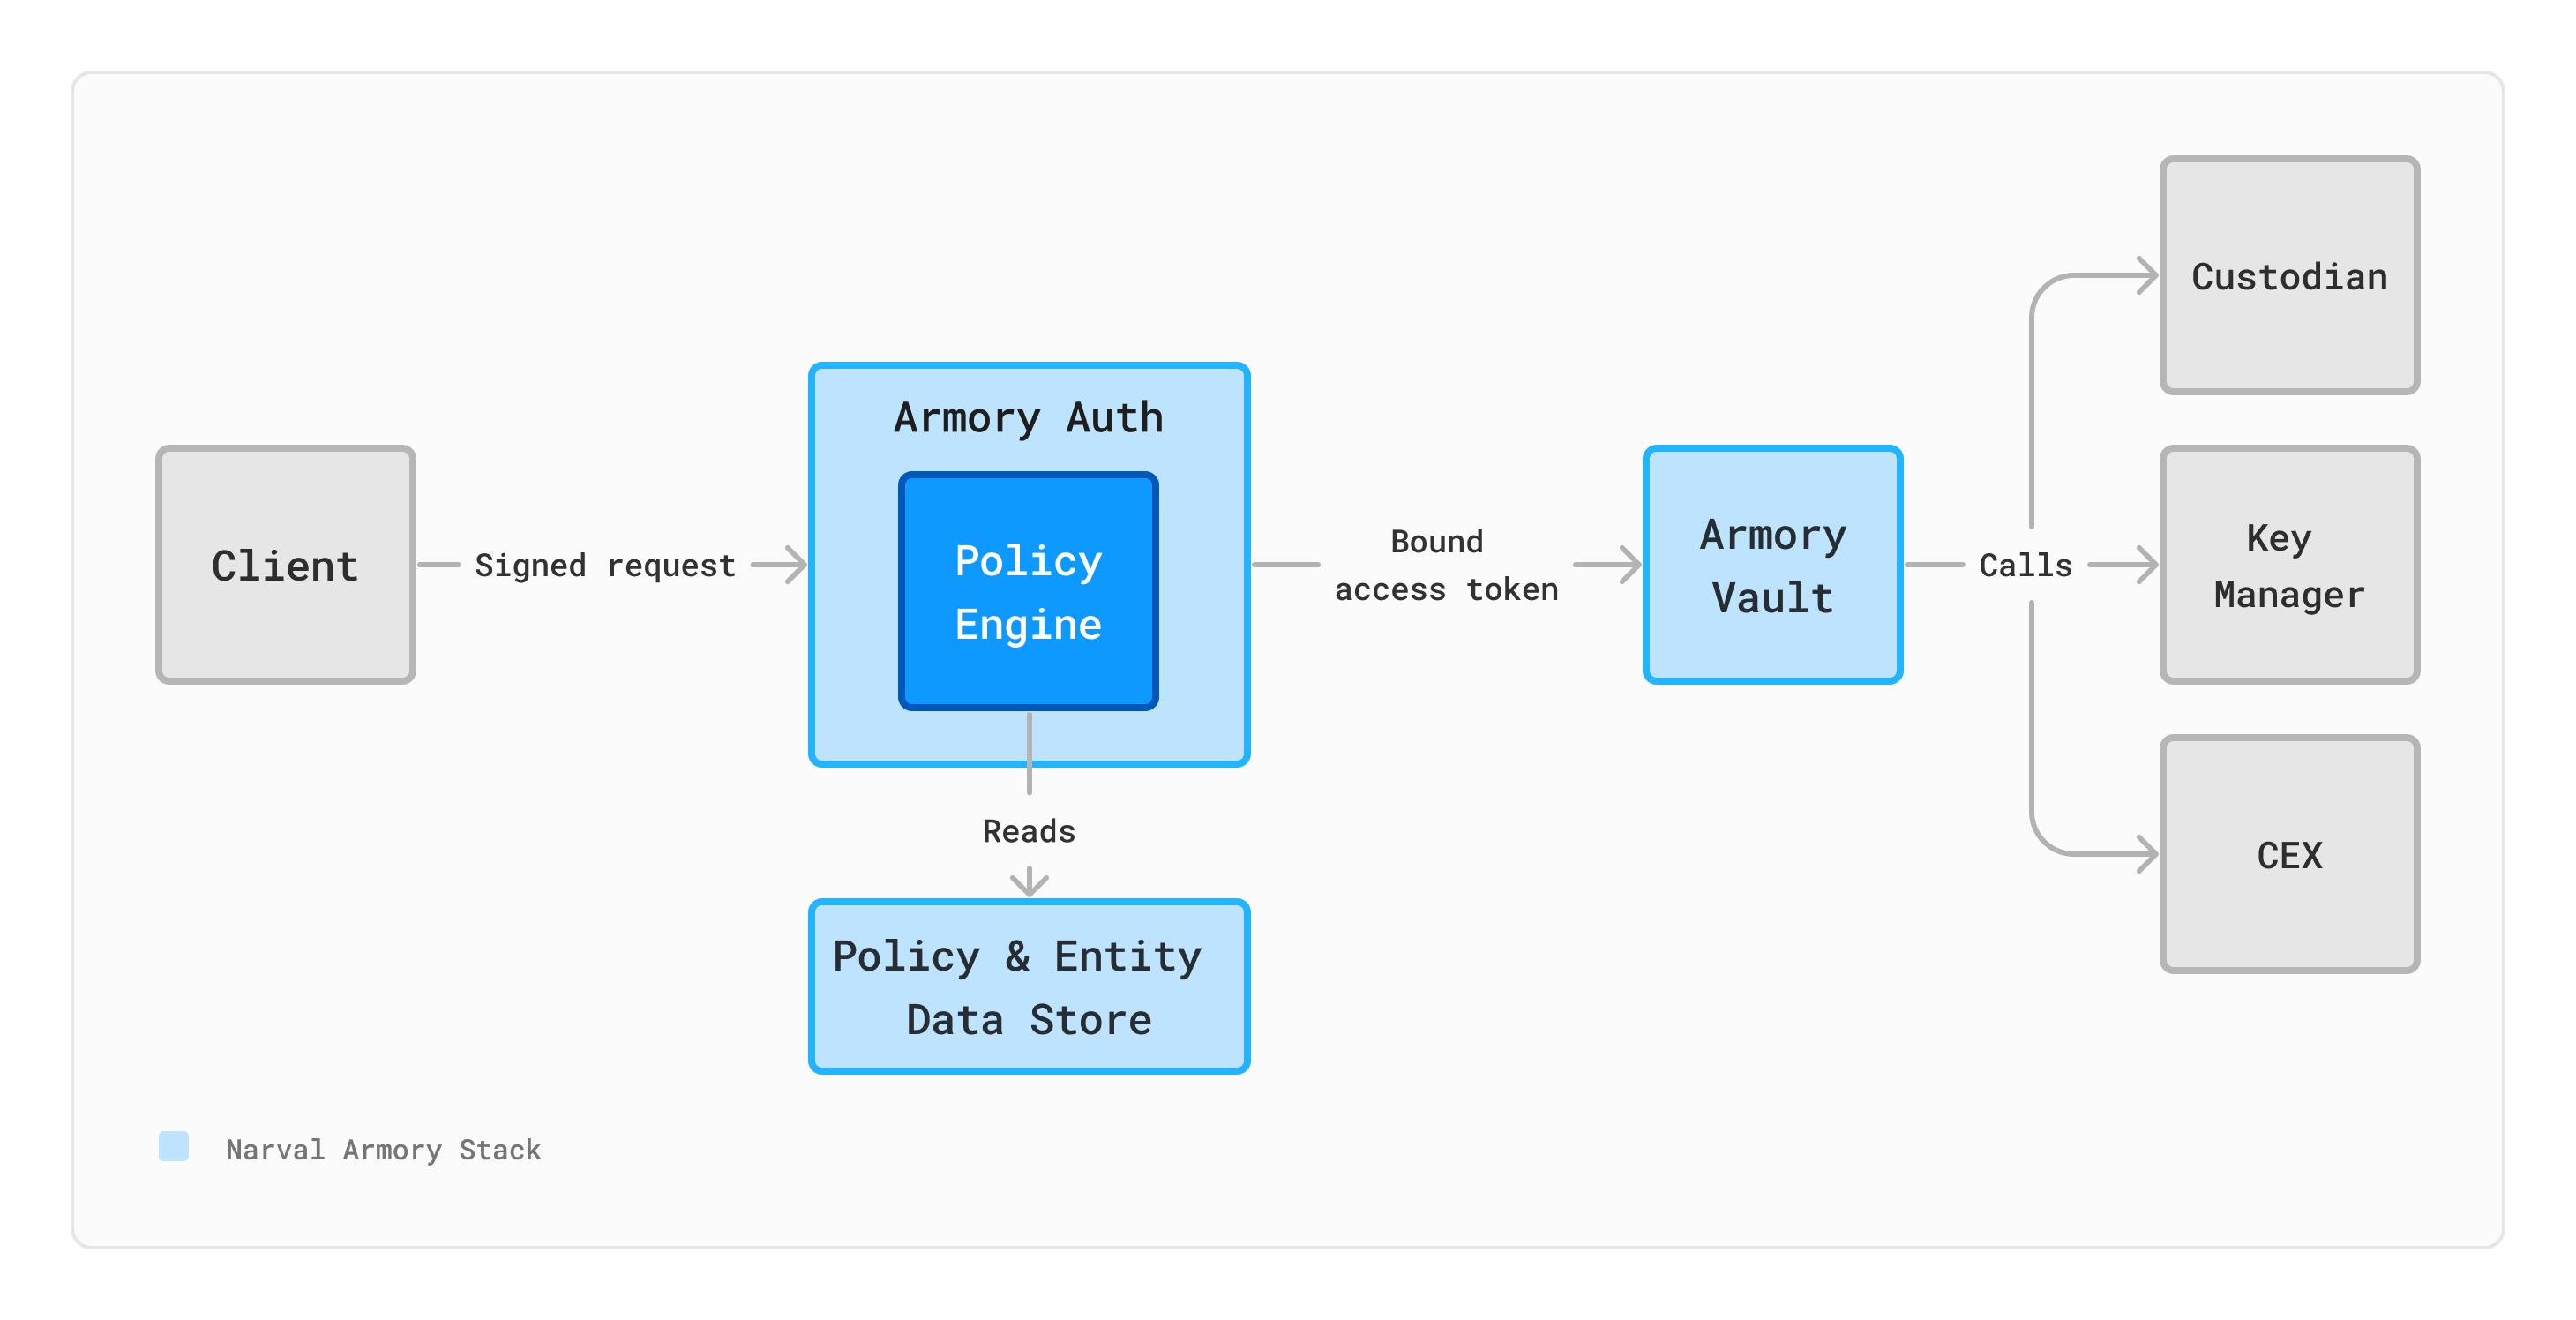 Client
Signed request
Armory Auth
Policy
Engine
Reads
Policy & Entity
Data Store
Bound
access token
Armory
Vault
Calls
Custodian
Key
Manager
CEX
Narval Armory Stack